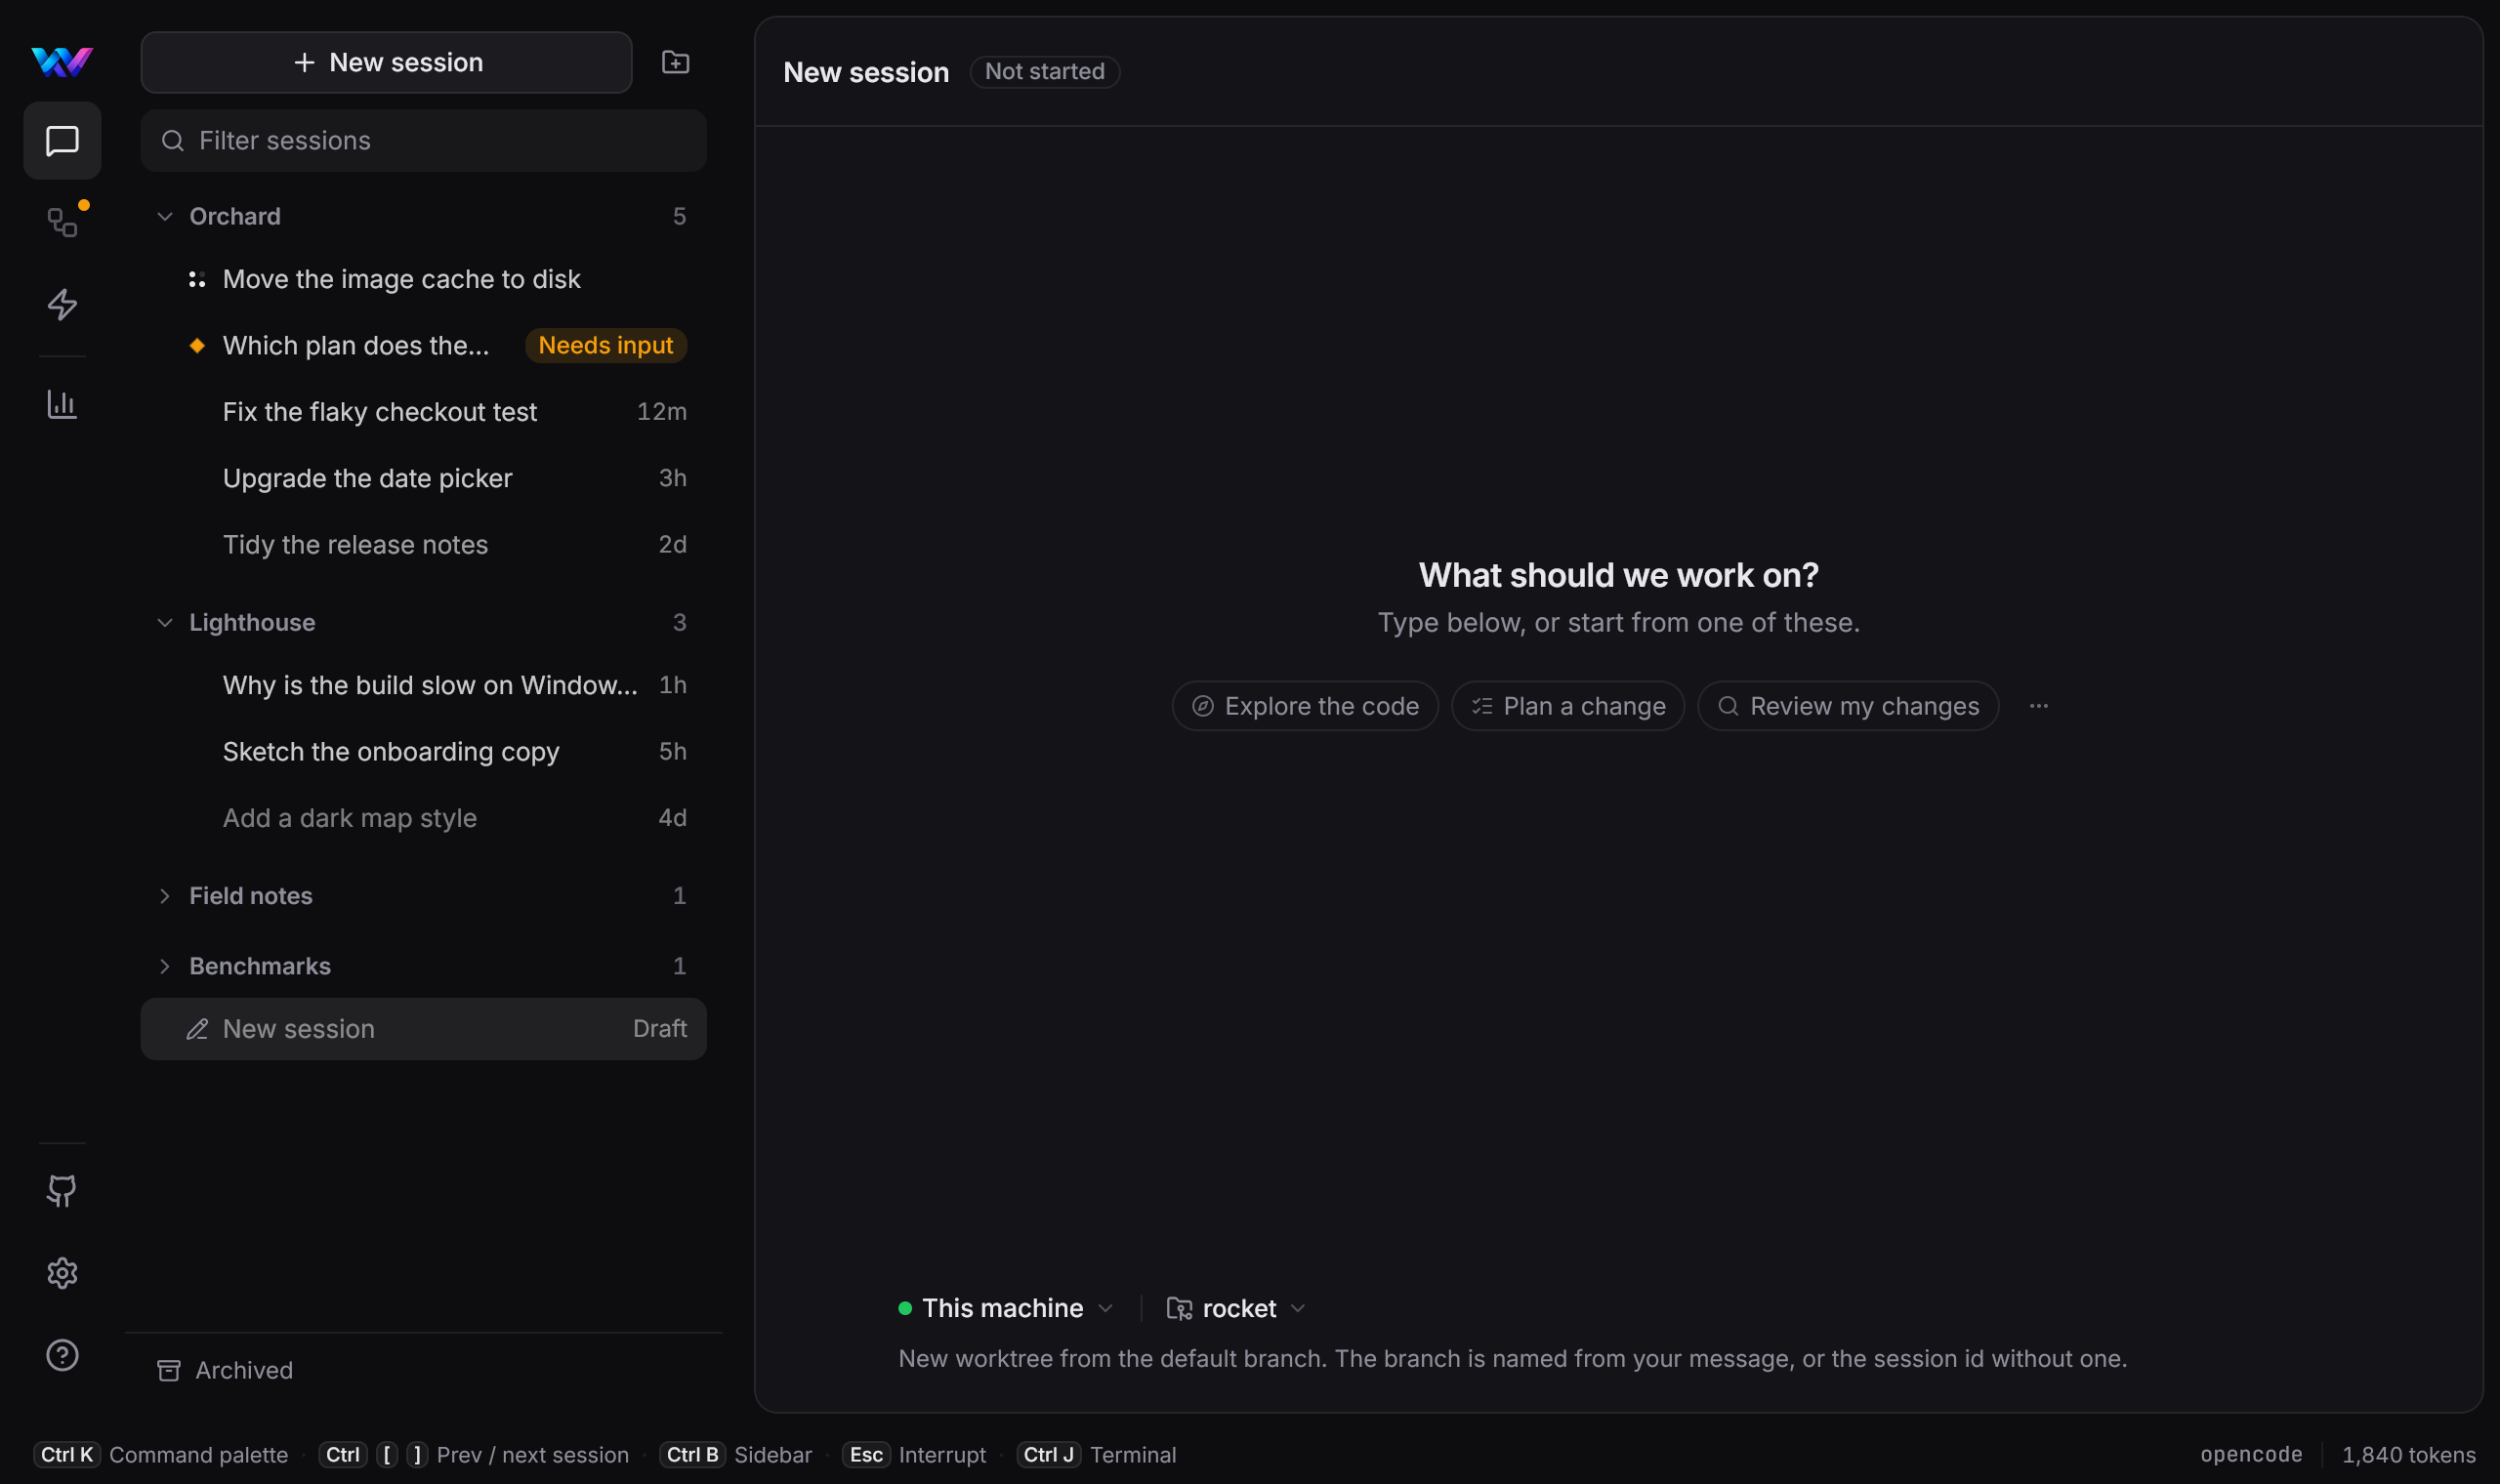 New session
Filter sessions
Orchard 5
Move the image cache to disk
Which plan does the... Needs input
Fix the flaky checkout test 12m
Upgrade the date picker 3h
Tidy the release notes 2d
Lighthouse 3
Why is the build slow on Window... 1h
Sketch the onboarding copy 5h
Add a dark map style 4d
Field notes 1
Benchmarks 1
New session Draft
Archived
New session Not started
What should we work on?
Type below, or start from one of these.
Explore the code Plan a change Review my changes ...
This machine rocket
New worktree from the default branch. The branch is named from your message, or the session id without one.
Ctrl K Command palette · Ctrl [ ] Prev / next session · Ctrl B Sidebar · Esc Interrupt · Ctrl J Terminal
opencode 1,840 tokens